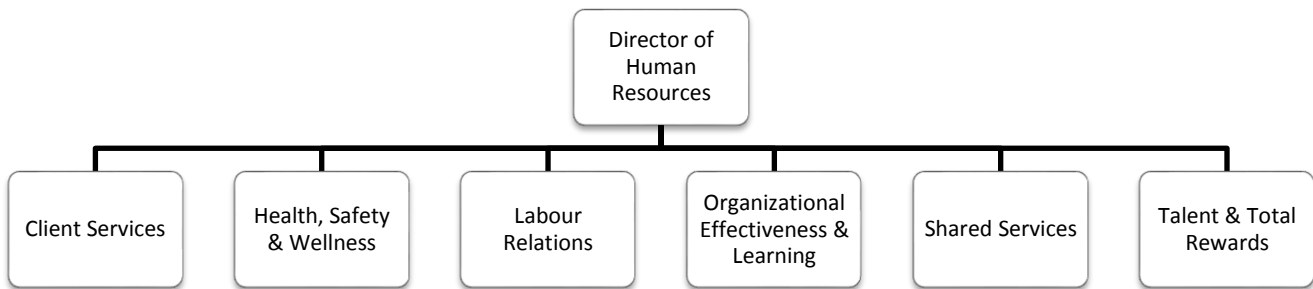 Director of
Human
Resources
Client Services
Health, Safety
& Wellness
Labour
Relations
Organizational
Effectiveness &
Learning
Shared Services
Talent & Total
Rewards